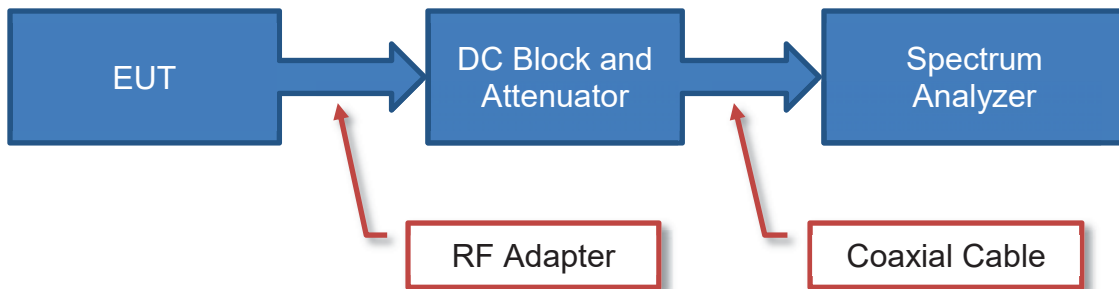 EUT
DC Block and
Attenuator
Spectrum
Analyzer
RF Adapter
Coaxial Cable